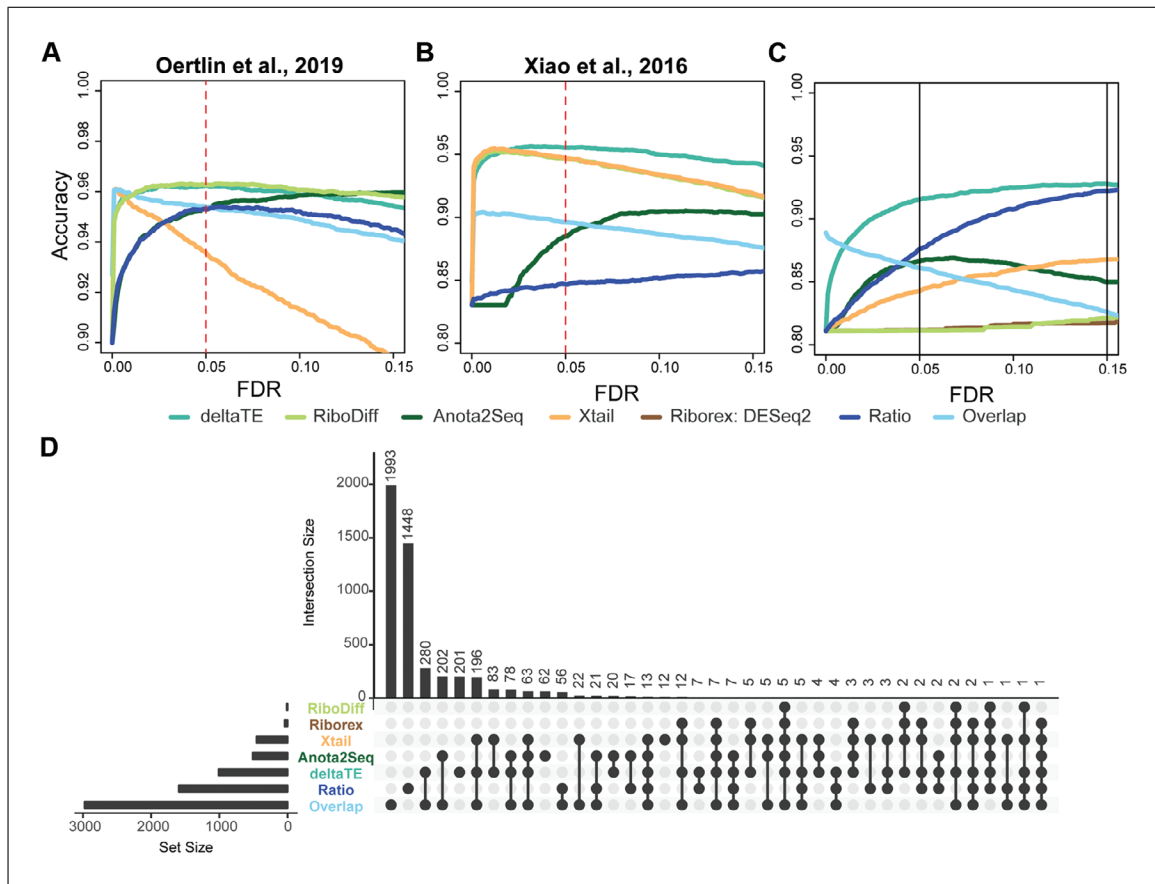 A B C
Oertlin et al., 2019 Xiao et al., 2016
Accuracy
0.90 0.92 0.94 0.96 0.98 1.00
0.80 0.85 0.90 0.95 1.00
0.80 0.85 0.90 0.95 1.00
0.00 0.05 0.10 0.15
0.00 0.05 0.10 0.15
0.00 0.05 0.10 0.15
FDR FDR FDR
deltaTE RiboDiff Anota2Seq Xtail Riborex: DESeq2 Ratio Overlap
D
Intersection Size
2000
1500
1000
500
0
1993 1448 280 202 201 196 83 78 63 62 56 22 21 20 17 13 12 12 7 7 7 5 5 5 5 4 4 3 3 3 2 2 2 2 2 1 1 1 1
RiboDiff
Riborex
Xtail
Anota2Seq
deltaTE
Ratio
Overlap
3000 2000 1000 0
Set Size